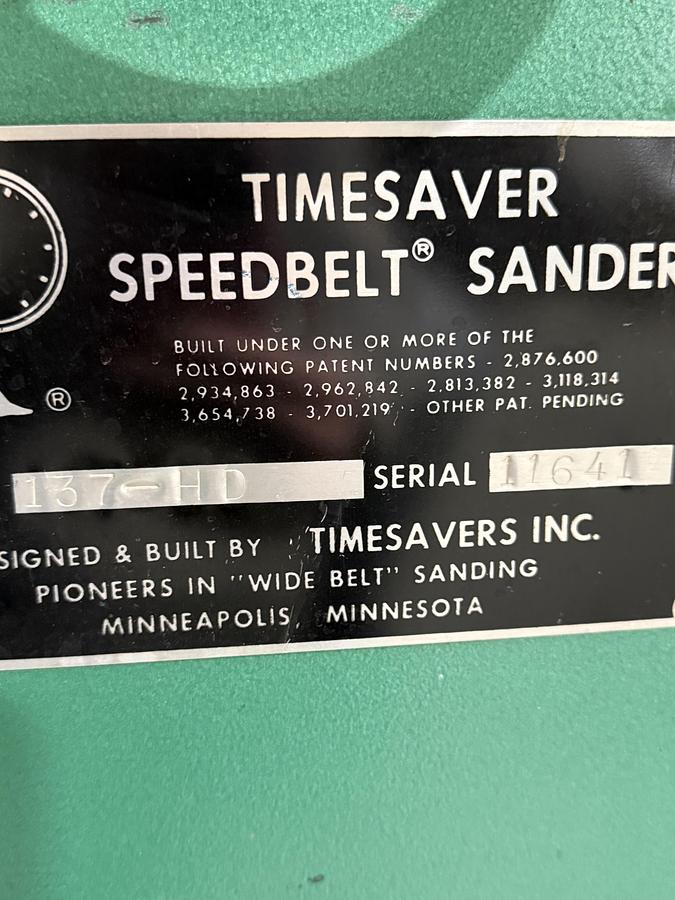 TIMESAVER
SPEEDBELT® SANDER
BUILT UNDER ONE OR MORE OF THE
FOLLOWING PATENT NUMBERS - 2,876,600
2,934,863 - 2,962,842 - 2,813,382 - 3,118,314
3,654,738 - 3,701,219 - OTHER PAT. PENDING
®
137-HD SERIAL 11641
SIGNED & BUILT BY TIMESAVERS INC.
PIONEERS IN "WIDE BELT" SANDING
MINNEAPOLIS, MINNESOTA